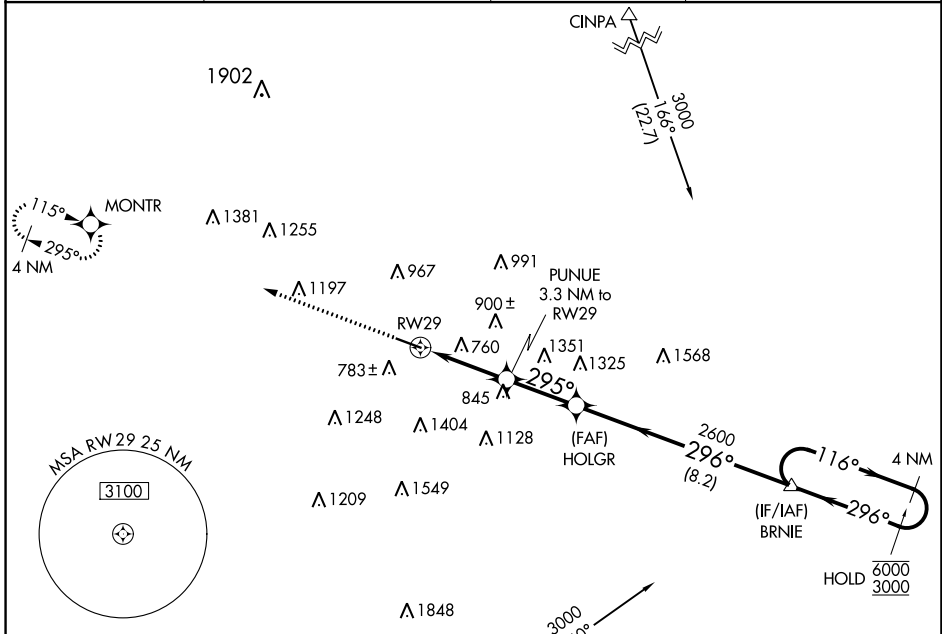 CINPA
1902
3000
166°
(22.7)
115°
MONTR
295°
4 NM
1381
1255
967
991
PUNUE
3.3 NM to
RW29
1197
900 ±
RW29
760
1351
1325
1568
783 ±
295°
845
1248
1404
1128
(FAF)
HOLGR
2600
296°
(8.2)
116°
4 NM
296°
(IF/IAF)
BRNIE
MSA RW 29 25 NM
3100
1209
1549
HOLD
6000
3000
1848
3000